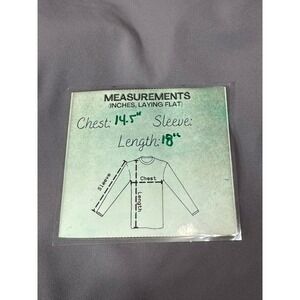 MEASUREMENTS
(INCHES, LAYING FLAT)
Chest: 14.5" Sleeve:
Length: 18"
Sleeve
Chest
Length